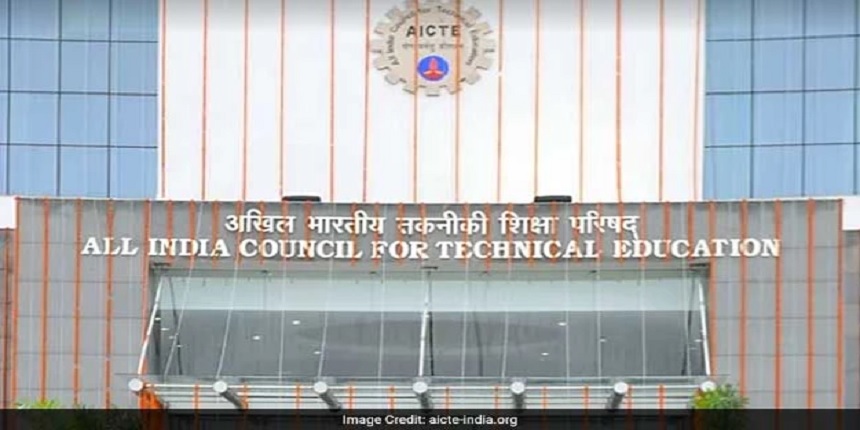 AICTE
अखिल भारतीय तकनीकी शिक्षा परिषद्
ALL INDIA COUNCIL FOR TECHNICAL EDUCATION
Image Credit: aicte-india.org